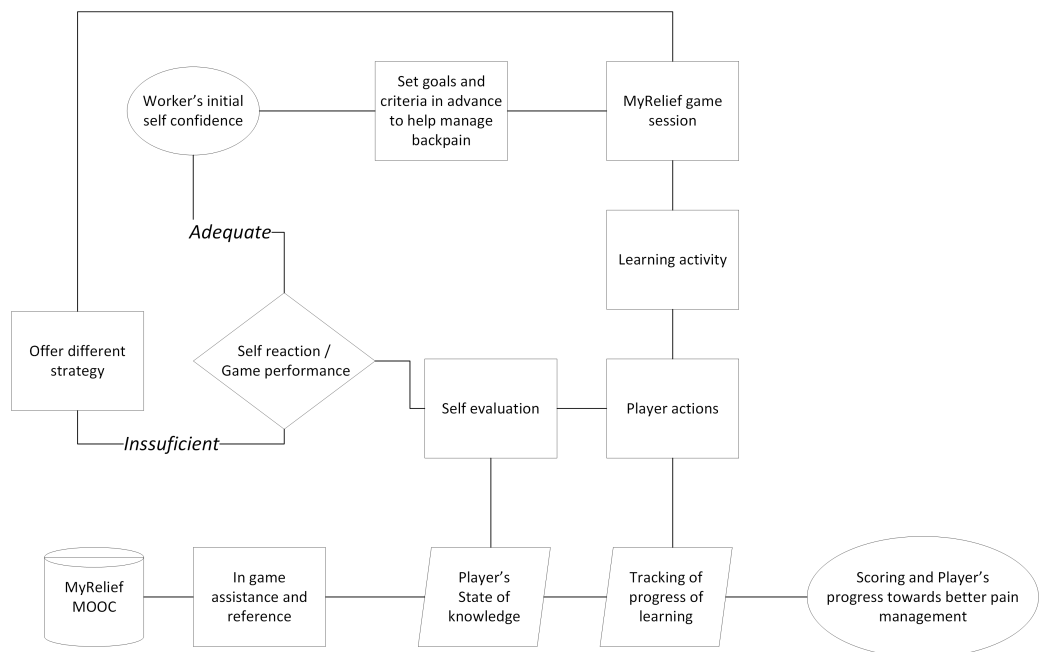 Worker's initial
self confidence
Set goals and
criteria in advance
to help manage
backpain
MyRelief game
session
Adequate
Learning activity
Offer different
strategy
Self reaction /
Game performance
Self evaluation
Player actions
Inssuficient
MyRelief
MOOC
In game
assistance and
reference
Player's
State of
knowledge
Tracking of
progress of
learning
Scoring and Player's
progress towards better pain
management